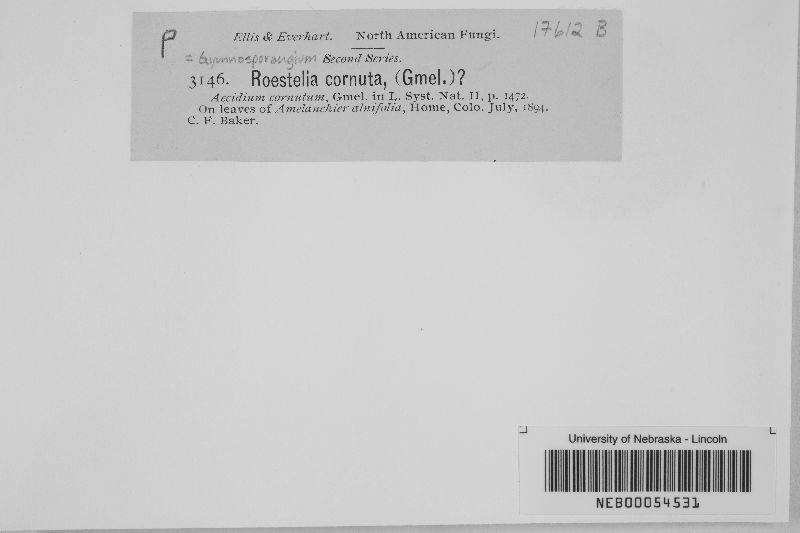 P
17612 B
Ellis & Everhart. North American Fungi.
= Gymnosporangium Second Series.
3146. Roestelia cornuta, (Gmel.)?
Aecidium cornutum, Gmel. in L. Syst. Nat. II, p. 1472.
On leaves of Amelanchier alnifolia, Home, Colo. July, 1894.
C. F. Baker.
University of Nebraska - Lincoln
NEB00054531